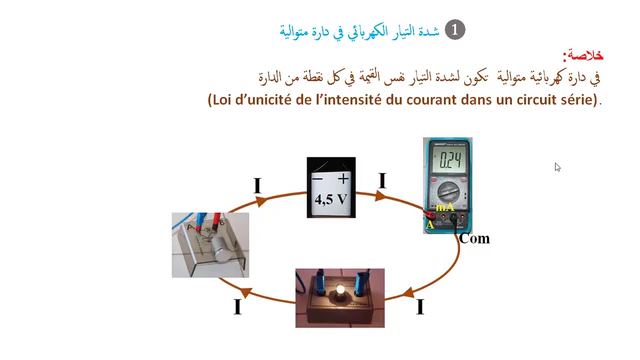 1 شدة التيار الكهربائي في دارة متوالية
خلاصة:
في دارة كهربائية متوالية تكون لشدة التيار نفس القيمة في كل نقطة من الدارة
(Loi d'unicité de l'intensité du courant dans un circuit série).
I
I
− +
4,5 V
0.24
mA
A
Com
I
I